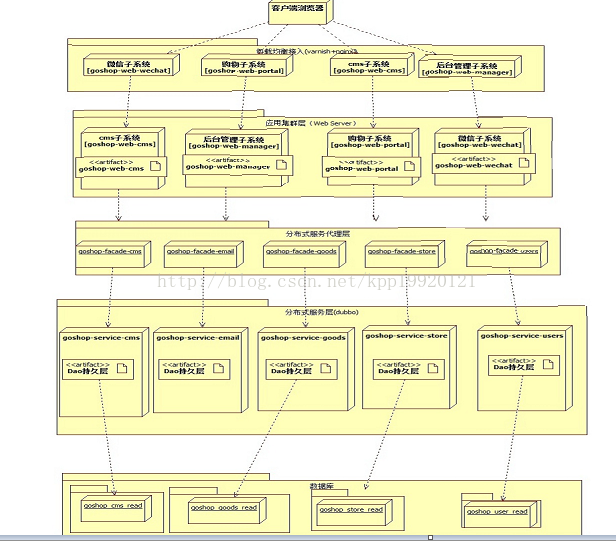 客户端浏览器
负载均衡接入(varnish+nginx)
微信子系统
[goshop-web-wechat]
购物子系统
[goshop-web-portal]
cms子系统
[goshop-web-cms]
后台管理子系统
[goshop-web-manager]
应用集群层（Web Server）
cms子系统
[goshop-web-cms]
<<artifact>>
goshop-web-cms
后台管理子系统
[goshop-web-manager]
<<artifact>>
goshop-web-manager
购物子系统
[goshop-web-portal]
<<artifact>>
goshop-web-portal
微信子系统
[goshop-web-wechat]
<<artifact>>
goshop-web-wechat
分布式服务代理层
goshop-facade-cms
goshop-facade-email
goshop-facade-goods
goshop-facade-store
goshop-facade-users
http://blog.csdn.net/kpp19920121
分布式服务层(dubbo)
goshop-service-cms
<<artifact>>
Dao持久层
goshop-service-email
<<artifact>>
Dao持久层
goshop-service-goods
<<artifact>>
Dao持久层
goshop-service-store
<<artifact>>
Dao持久层
goshop-service-users
<<artifact>>
Dao持久层
数据库
goshop_cms_read
goshop_goods_read
goshop_store_read
goshop_user_read